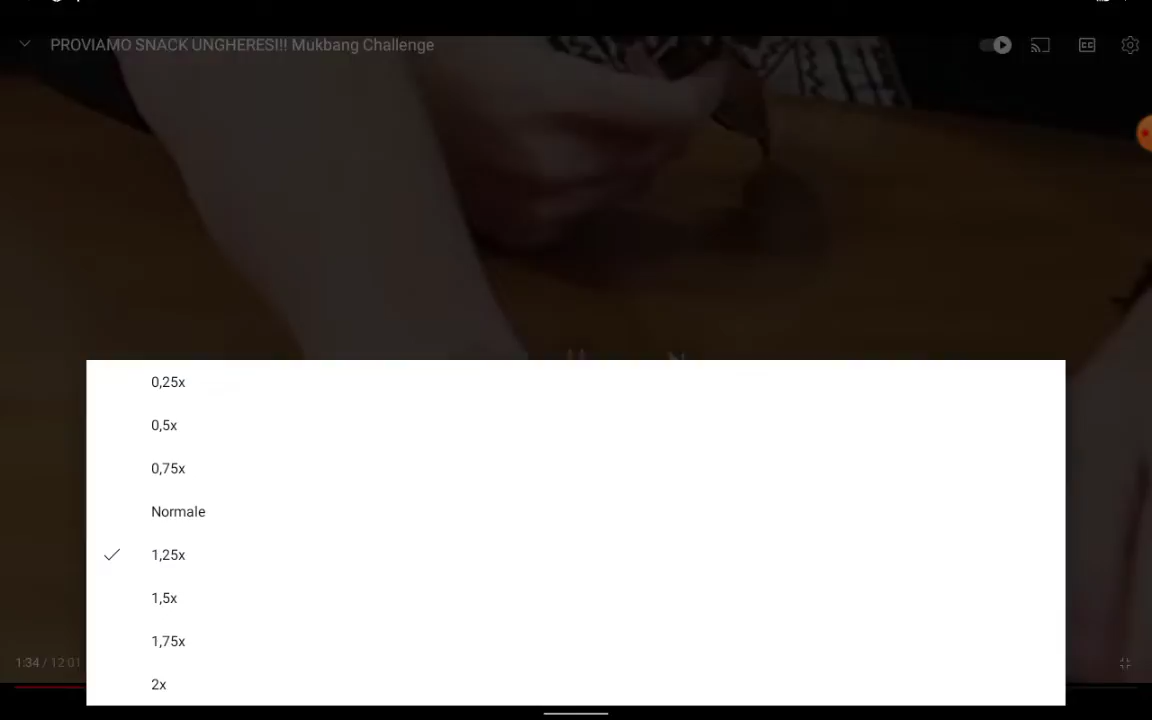 PROVIAMO SNACK UNGHERESI!!! Mukbang Challenge
CC
0,25x
0,5x
0,75x
Normale
1,25x
1,5x
1,75x
2x
1:34 / 12:01